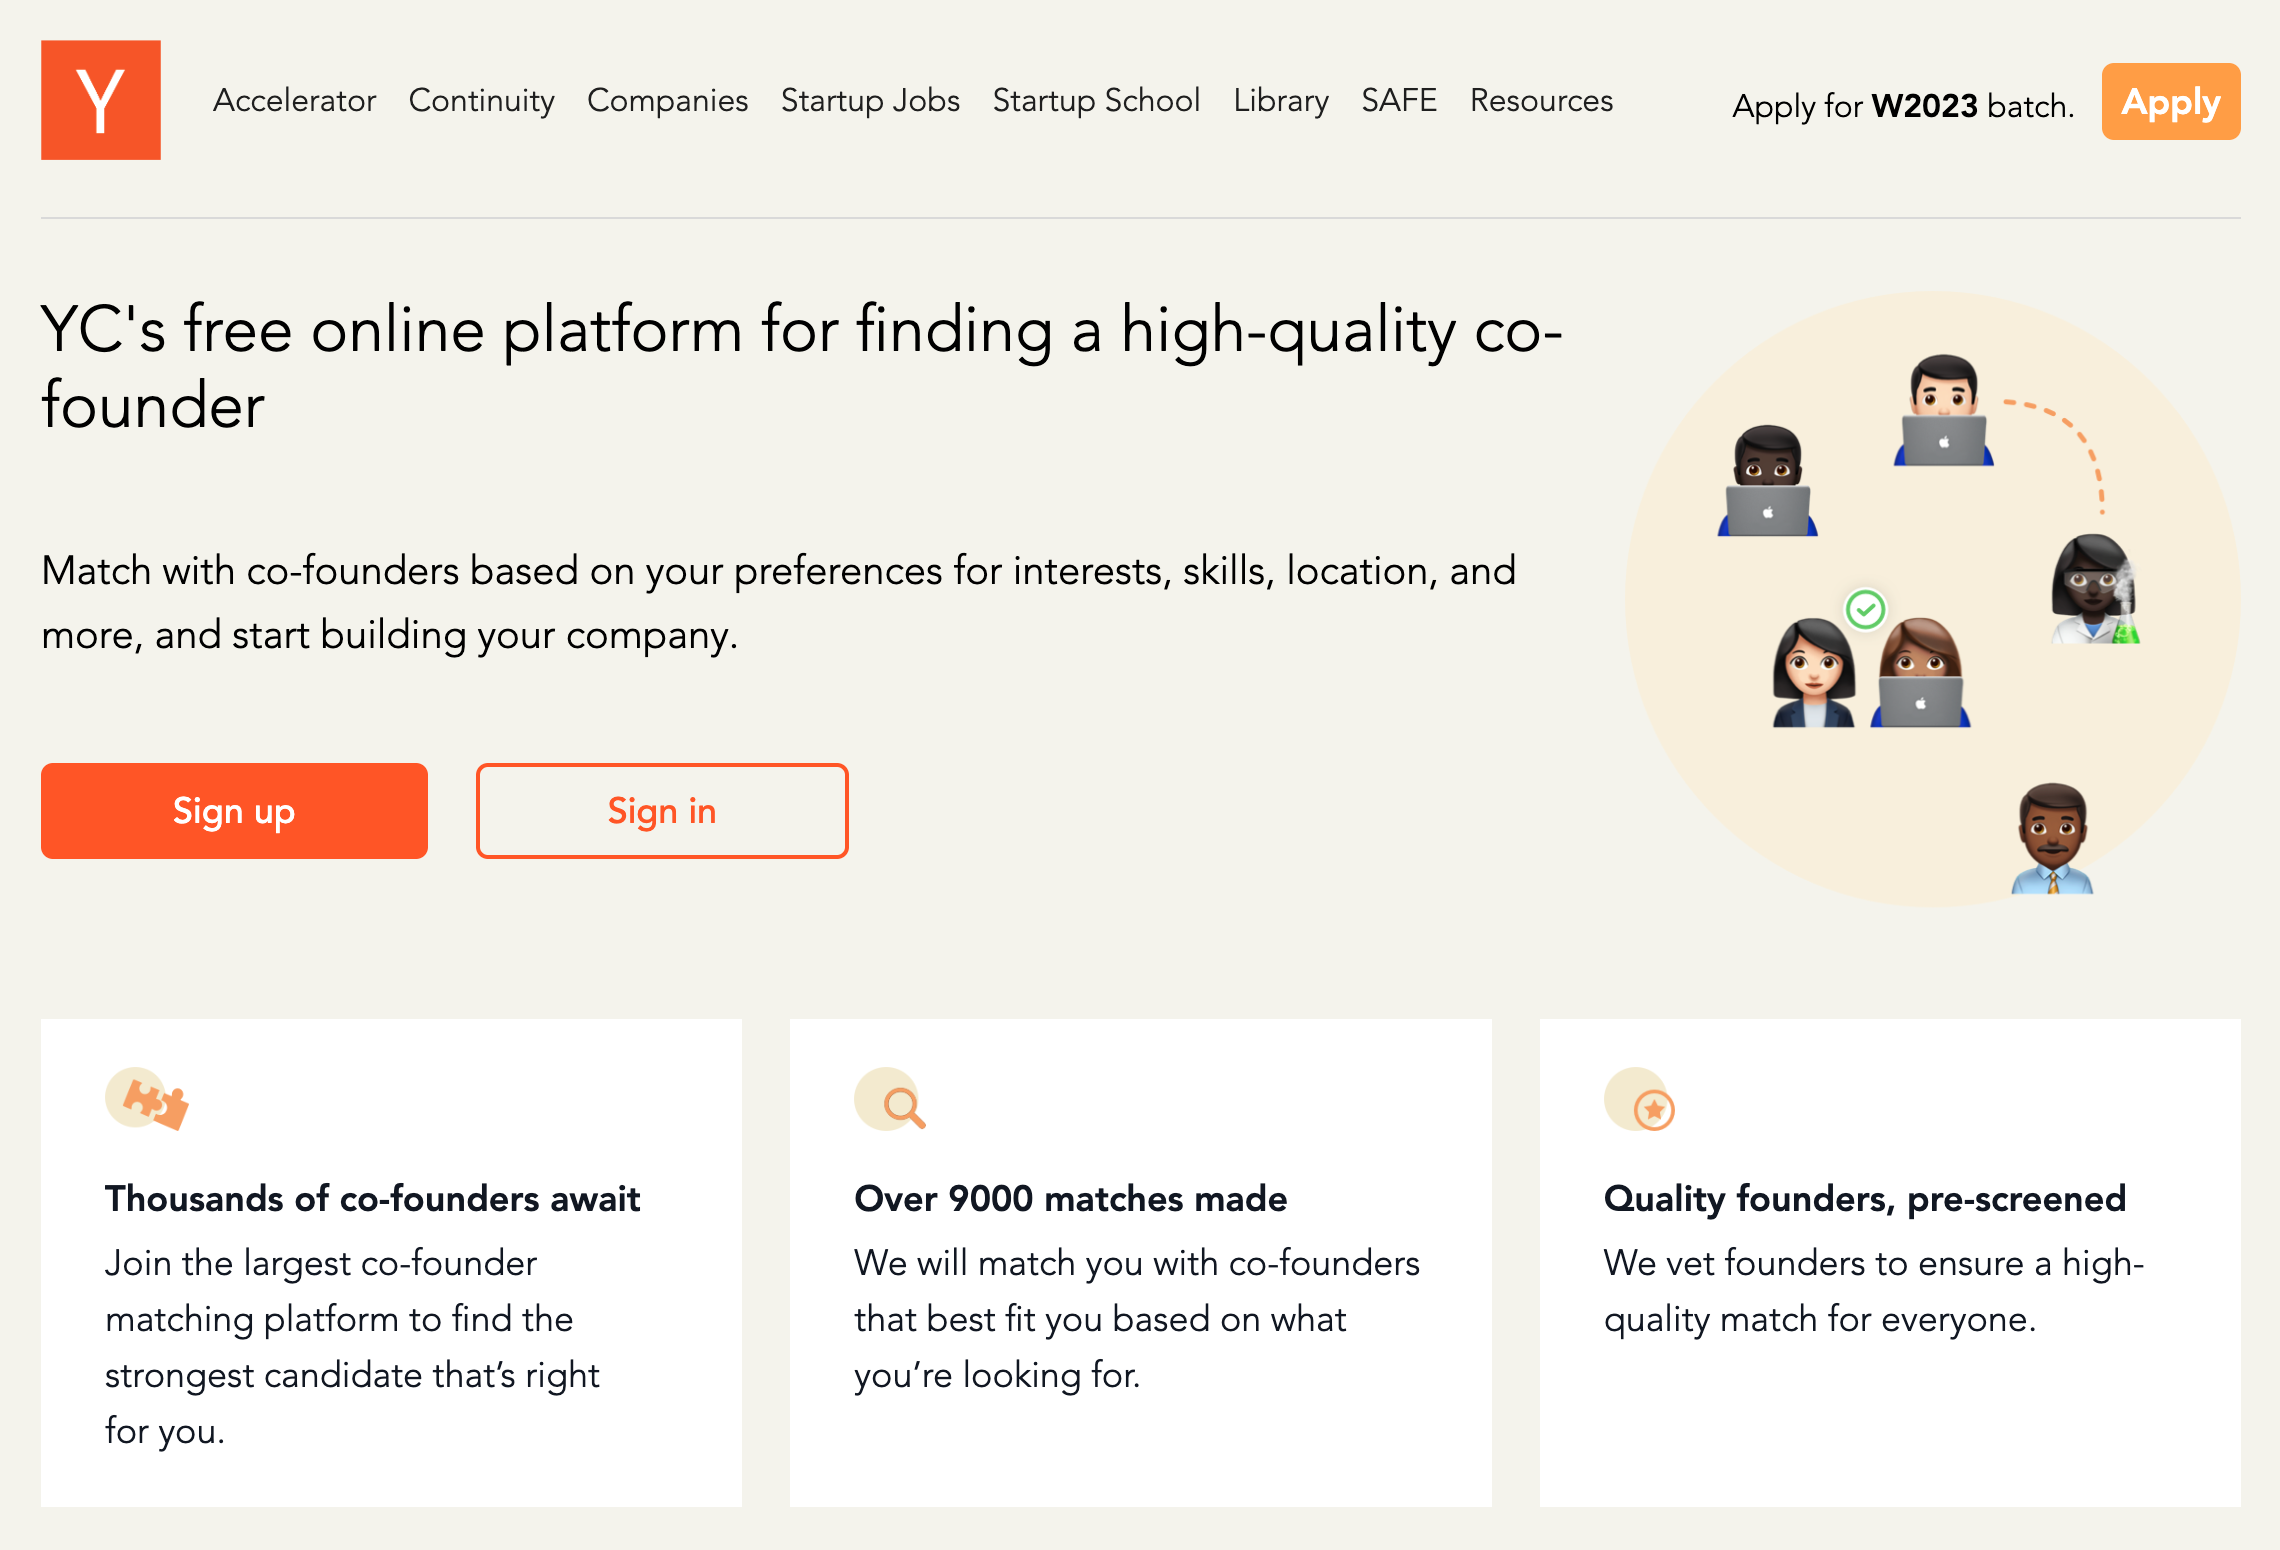 Y
Accelerator Continuity Companies Startup Jobs Startup School Library SAFE Resources
Apply for W2023 batch.
Apply
YC's free online platform for finding a high-quality co-
founder
Match with co-founders based on your preferences for interests, skills, location, and
more, and start building your company.
Sign up
Sign in
Thousands of co-founders await
Join the largest co-founder
matching platform to find the
strongest candidate that’s right
for you.
Over 9000 matches made
We will match you with co-founders
that best fit you based on what
you’re looking for.
Quality founders, pre-screened
We vet founders to ensure a high-
quality match for everyone.